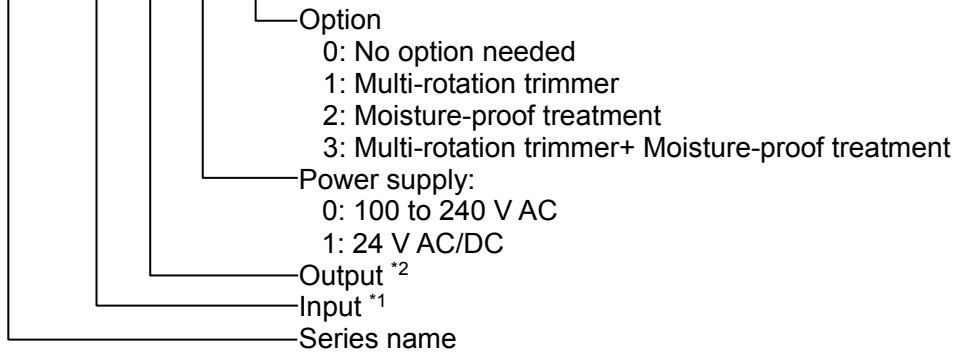 Option
0: No option needed
1: Multi-rotation trimmer
2: Moisture-proof treatment
3: Multi-rotation trimmer+ Moisture-proof treatment
Power supply:
0: 100 to 240 V AC
1: 24 V AC/DC
Output *2
Input *1
Series name